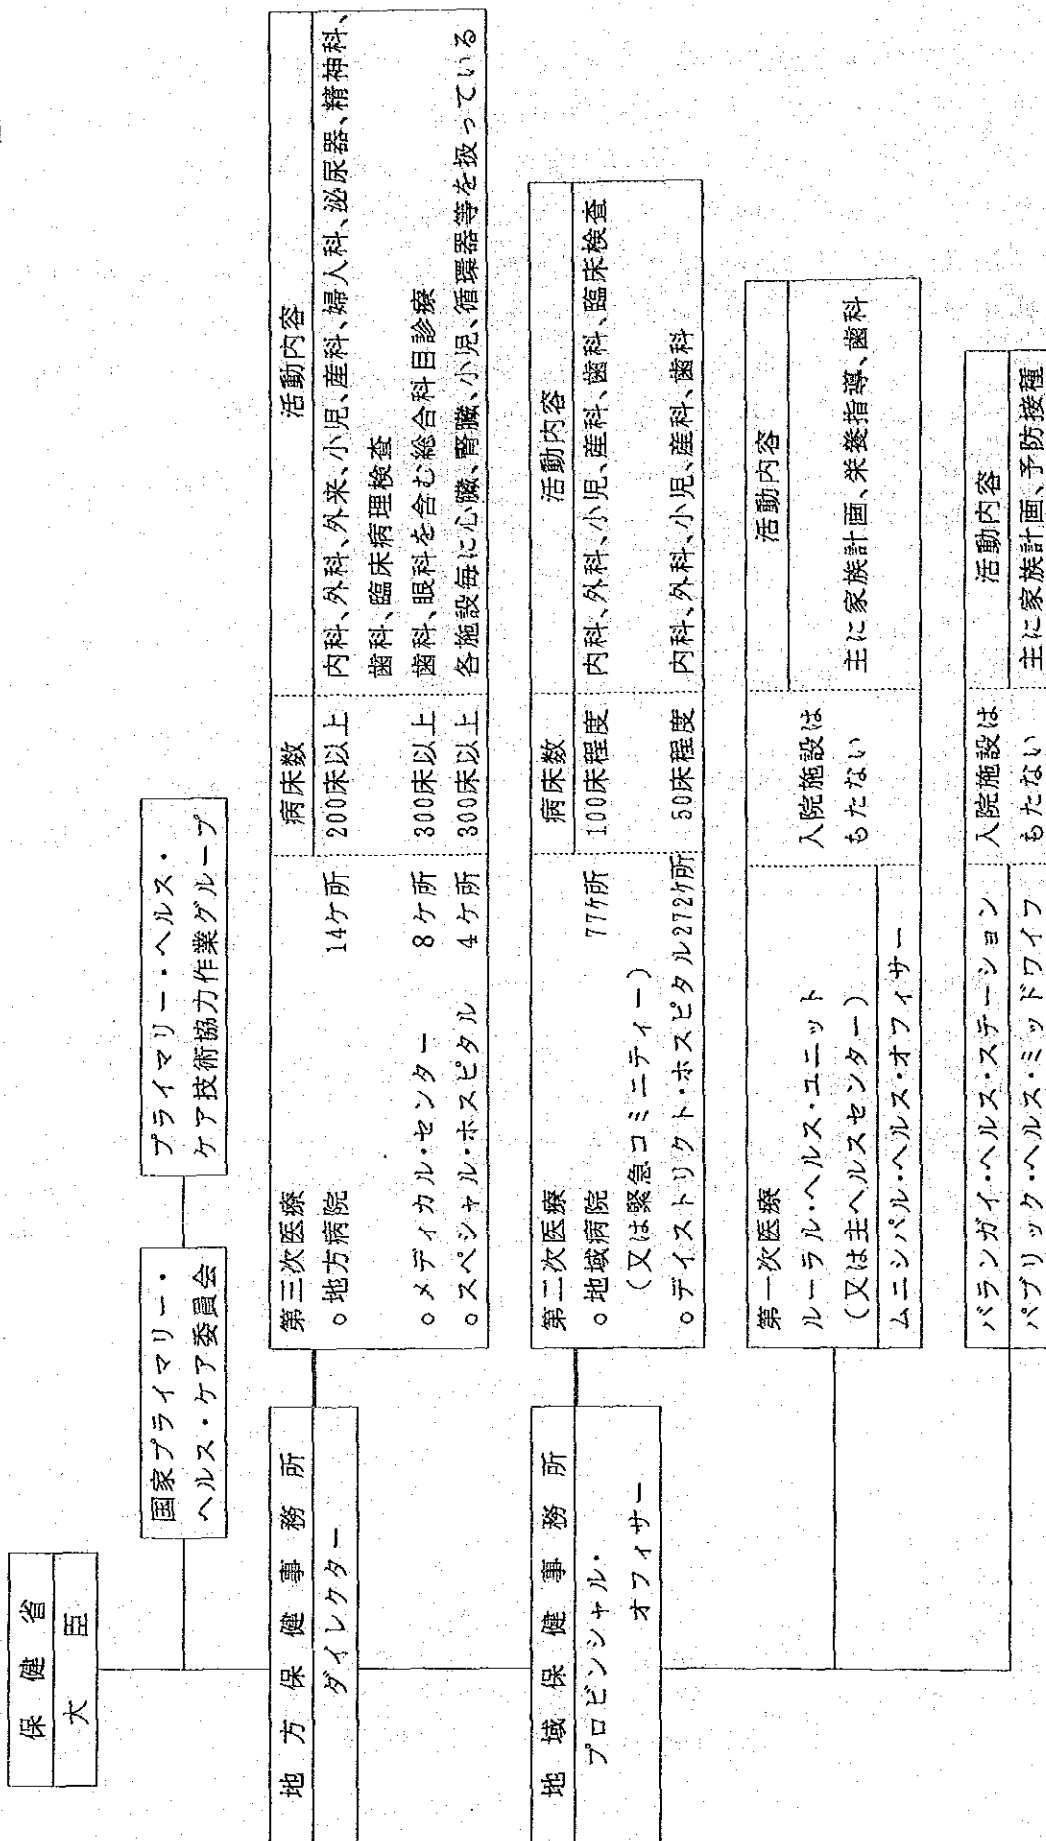 保健省
大臣
国家プライマリー・
ヘルス・ケア委員会
プライマリー・ヘルス・
ケア技術協力作業グループ
地方保健事務所
ダイレクター
第三次医療
病床数
活動内容
○地方病院 14ケ所 200床以上 内科、外科、外来、小児、産科、婦人科、泌尿器、精神科、
歯科、臨床病理検査
○メディカル・センター 8ケ所 300床以上 歯科、眼科を含む総合科目診療
○スペシャル・ホスピタル 4ケ所 300床以上 各施設毎に心臓、腎臓、小児、循環器等を扱っている
地域保健事務所
プロビンシャル・
オフィサー
第二次医療
病床数
活動内容
○地域病院 77ケ所 100床程度 内科、外科、小児、産科、歯科、臨床検査
（又は緊急コミニティー）
○ディストリクト・ホスピタル272ケ所 50床程度 内科、外科、小児、産科、歯科
第一次医療
活動内容
ルーラル・ヘルス・ユニット 入院施設は
（又は主ヘルスセンター） もたない 主に家族計画、栄養指導、歯科
ムニシパル・ヘルス・オフィサー
バランガイ・ヘルス・ステーション 入院施設は 活動内容
パブリック・ヘルス・ミッドワイフ もたない 主に家族計画、予防接種